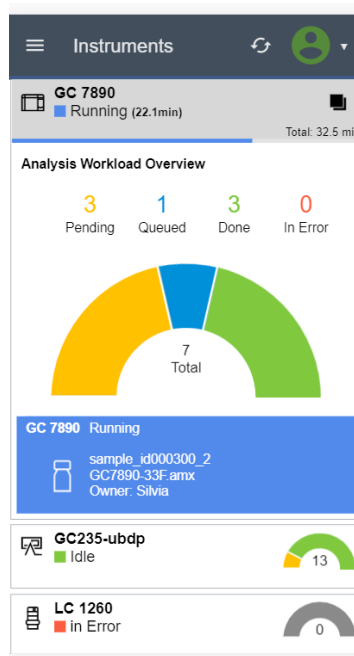 Instruments
GC 7890
Running (22.1min)
Total: 32.5 mi
Analysis Workload Overview
3 1 3 0
Pending Queued Done In Error
7
Total
GC 7890 Running
sample_id000300_2
GC7890-33F.amx
Owner: Silvia
GC235-ubdp
Idle
13
LC 1260
in Error
0